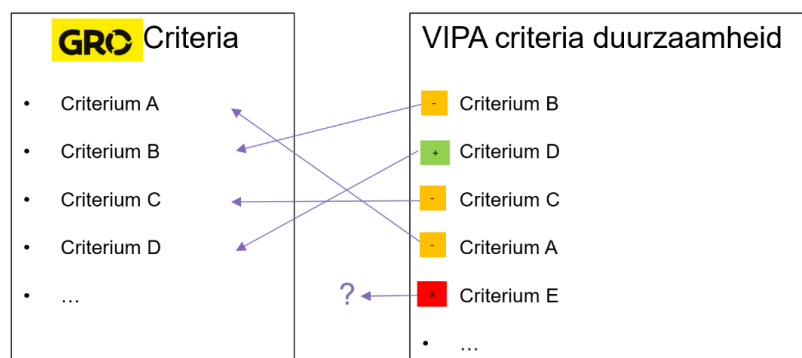 GRO Criteria
• Criterium A
• Criterium B
• Criterium C
• Criterium D
• ...
VIPA criteria duurzaamheid
- Criterium B
+ Criterium D
- Criterium C
- Criterium A
? x Criterium E
• ...